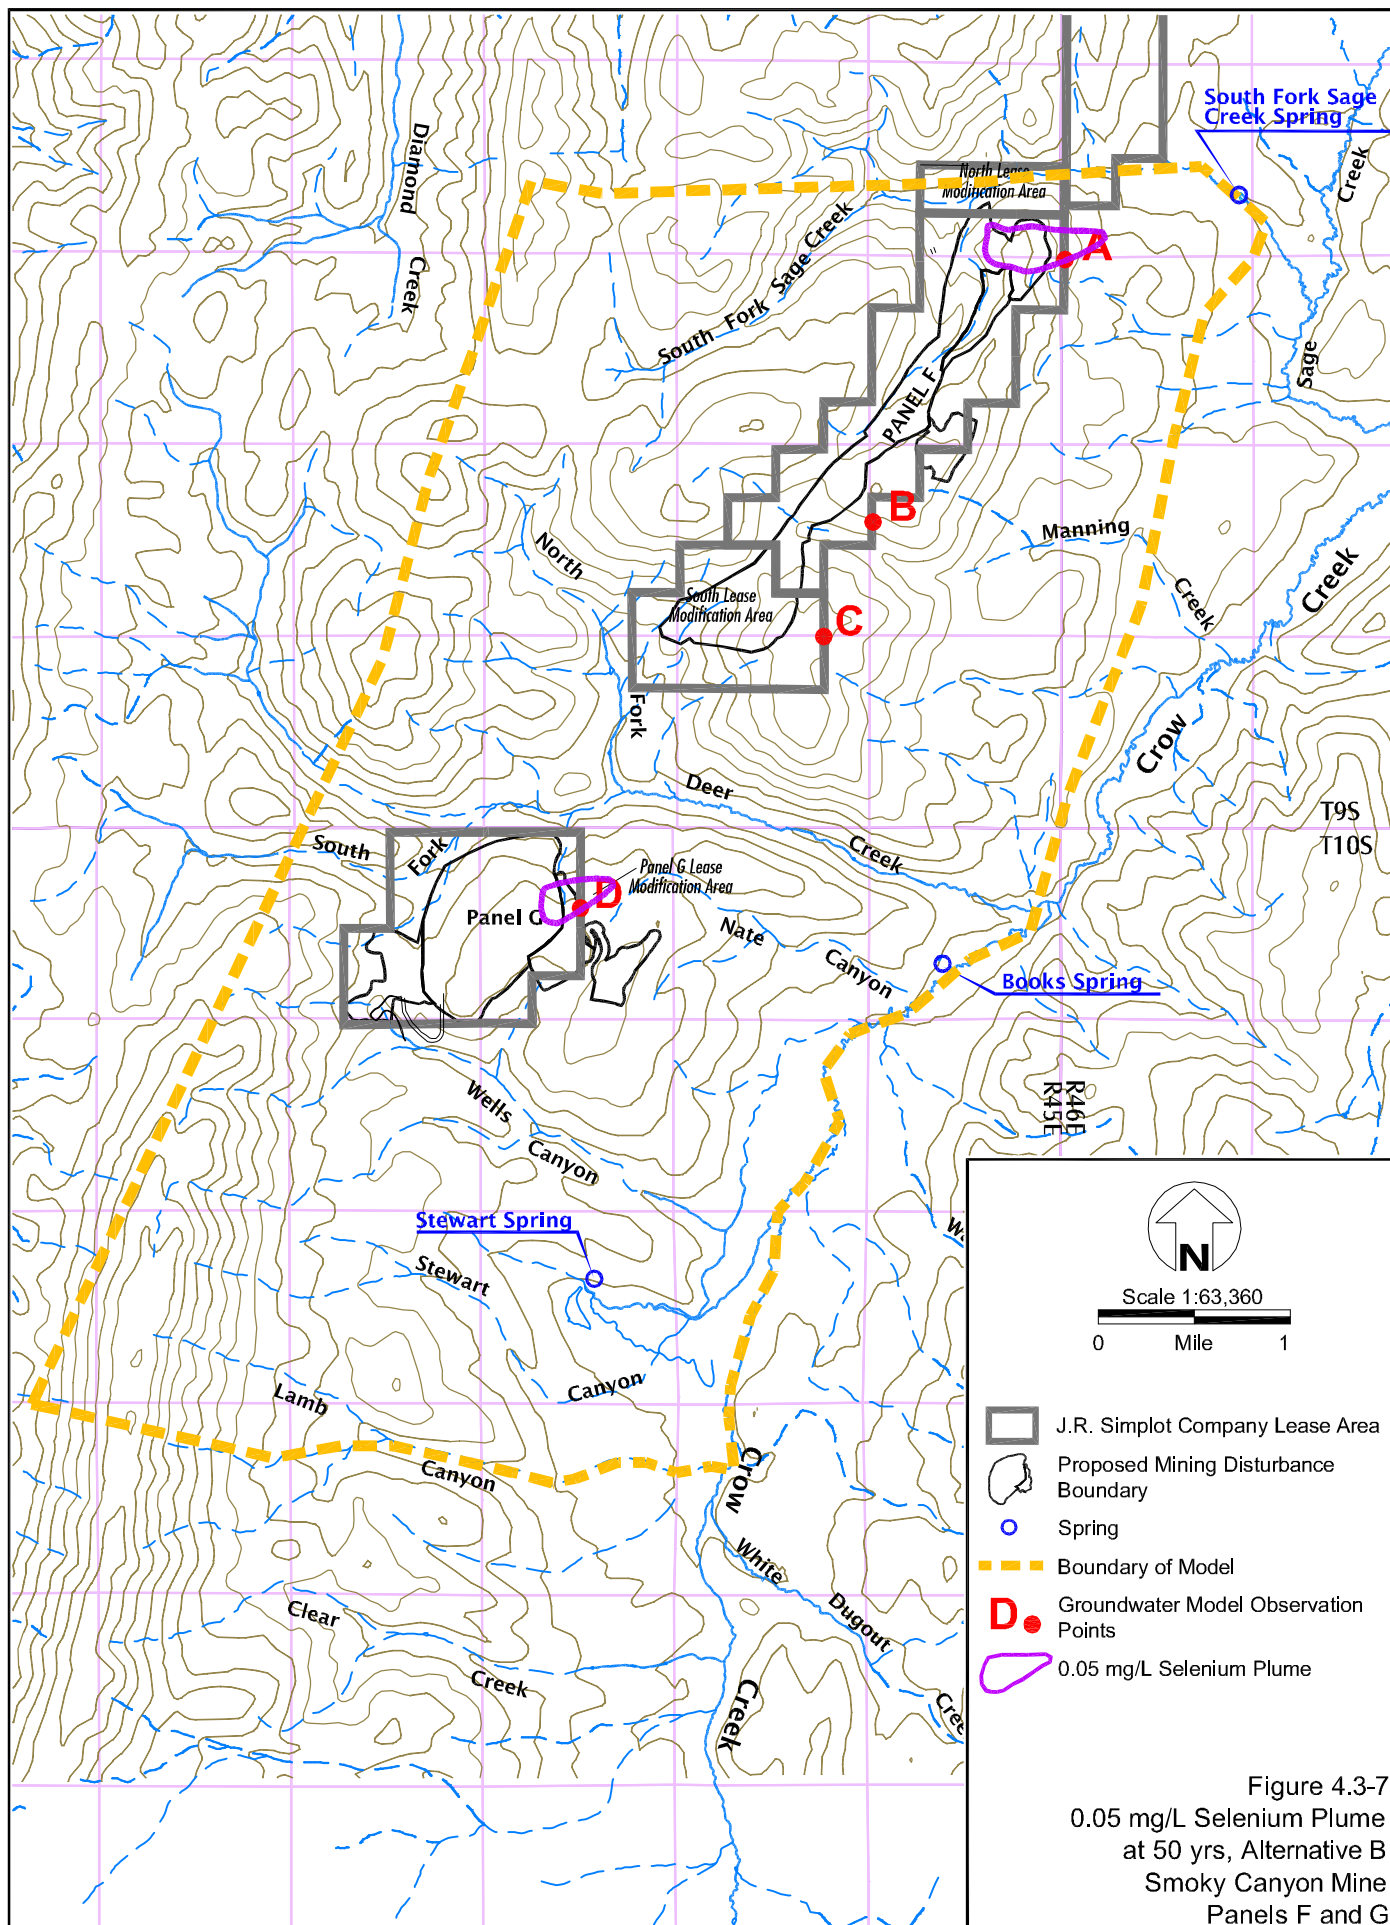 South Fork Sage
Creek Spring
Diamond
Creek
Creek
North Lease
Modification Area
South Fork Sage Creek
A
Sage
PANEL F
B
Manning
Creek
North
South Lease
Modification Area
C
Creek
Fork
Crow
Deer
Creek
T9S
T10S
South
Fork
Panel G Lease
Modification Area
D
Panel G
Nate
Canyon
Books Spring
R46E
R45E
Wells
Canyon
Stewart Spring
Stewart
Canyon
Lamb
Canyon
Crow
White
Dugout
Clear
Creek
Creek
N
Scale 1:63,360
0 Mile 1
J.R. Simplot Company Lease Area
Proposed Mining Disturbance
Boundary
Spring
Boundary of Model
D
Groundwater Model Observation
Points
0.05 mg/L Selenium Plume
Figure 4.3-7
0.05 mg/L Selenium Plume
at 50 yrs, Alternative B
Smoky Canyon Mine
Panels F and G